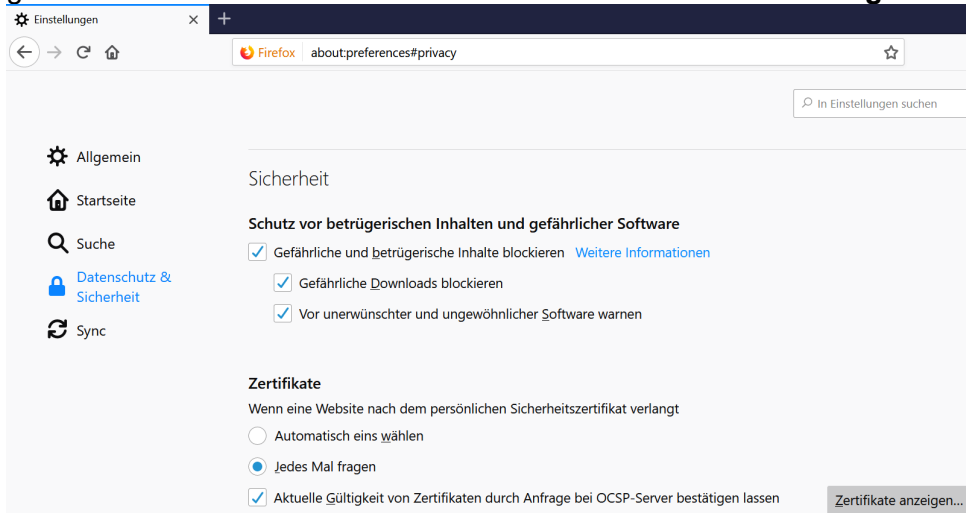 Einstellungen
Firefox about:preferences#privacy
In Einstellungen suchen
Allgemein
Startseite
Suche
Datenschutz &
Sicherheit
Sync
Sicherheit
Schutz vor betrügerischen Inhalten und gefährlicher Software
Gefährliche und betrügerische Inhalte blockieren Weitere Informationen
Gefährliche Downloads blockieren
Vor unerwünschter und ungewöhnlicher Software warnen
Zertifikate
Wenn eine Website nach dem persönlichen Sicherheitszertifikat verlangt
Automatisch eins wählen
Jedes Mal fragen
Aktuelle Gültigkeit von Zertifikaten durch Anfrage bei OCSP-Server bestätigen lassen
Zertifikate anzeigen...